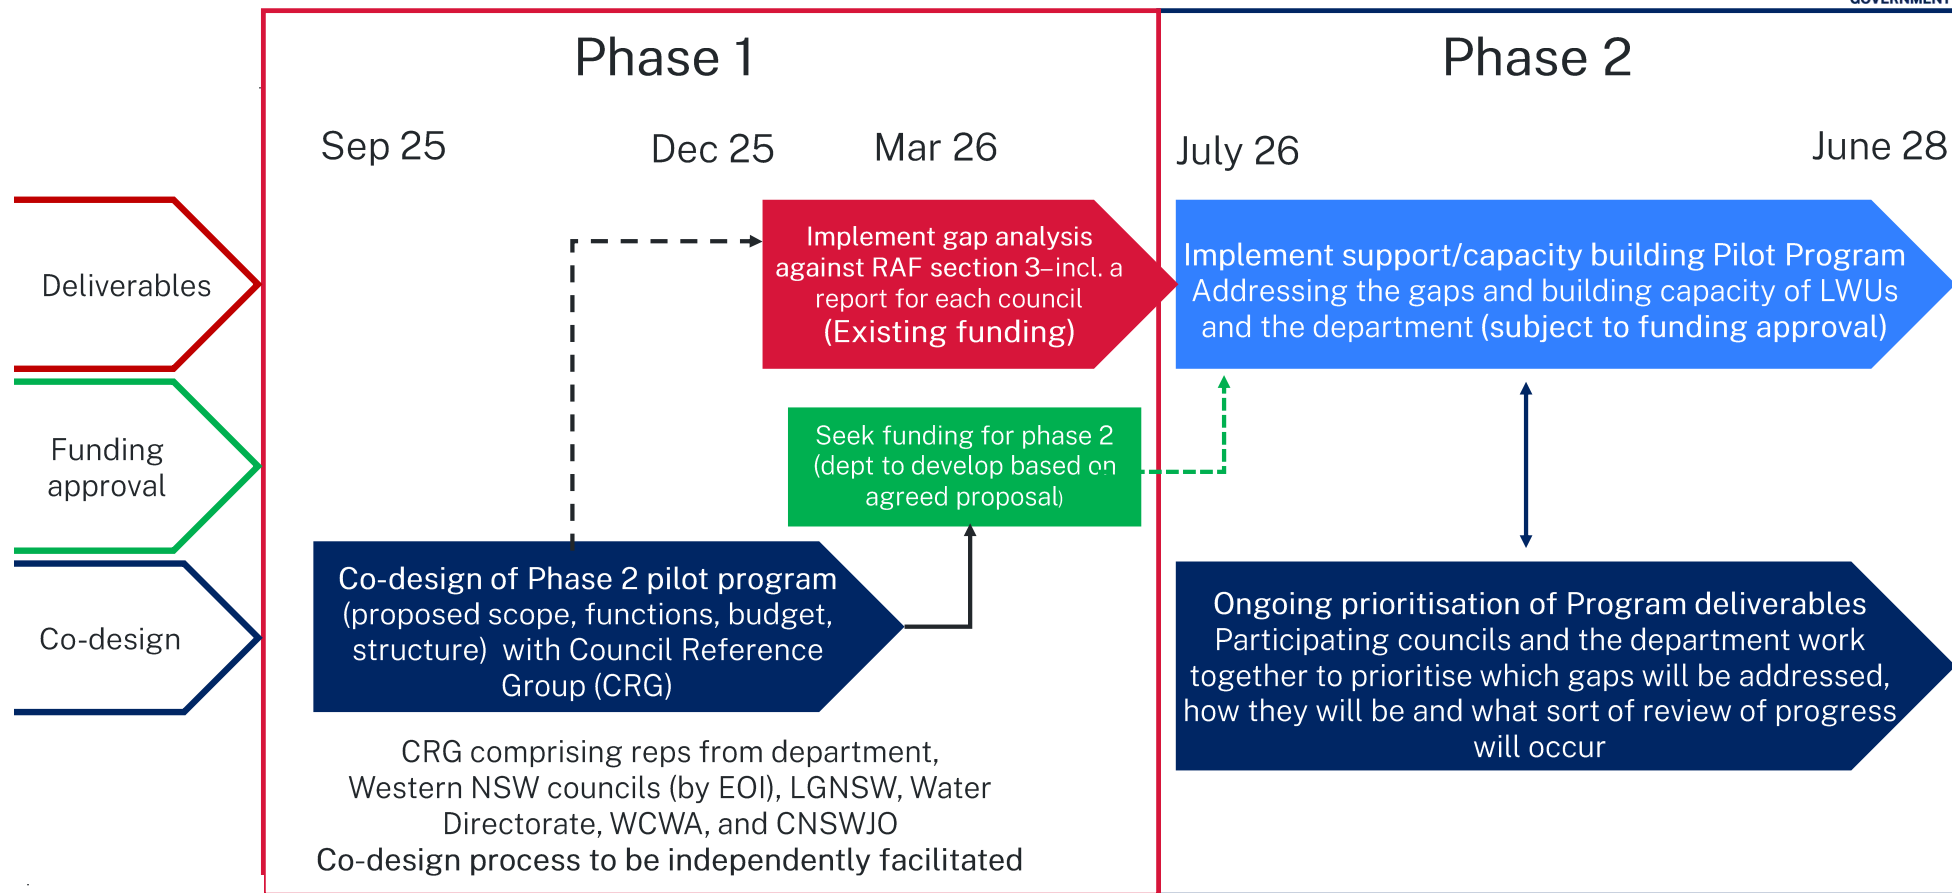 GOVERNMENT
Phase 1
Phase 2
Sep 25
Dec 25
Mar 26
July 26
June 28
Deliverables
Implement gap analysis
against RAF section 3–incl. a
report for each council
(Existing funding)
Implement support/capacity building Pilot Program
Addressing the gaps and building capacity of LWUs
and the department (subject to funding approval)
Funding
approval
Seek funding for phase 2
(dept to develop based on
agreed proposal)
Co-design
Co-design of Phase 2 pilot program
(proposed scope, functions, budget,
structure)  with Council Reference
Group (CRG)
CRG comprising reps from department,
Western NSW councils (by EOI), LGNSW, Water
Directorate, WCWA, and CNSWJO
Co-design process to be independently facilitated
Ongoing prioritisation of Program deliverables
Participating councils and the department work
together to prioritise which gaps will be addressed,
how they will be and what sort of review of progress
will occur